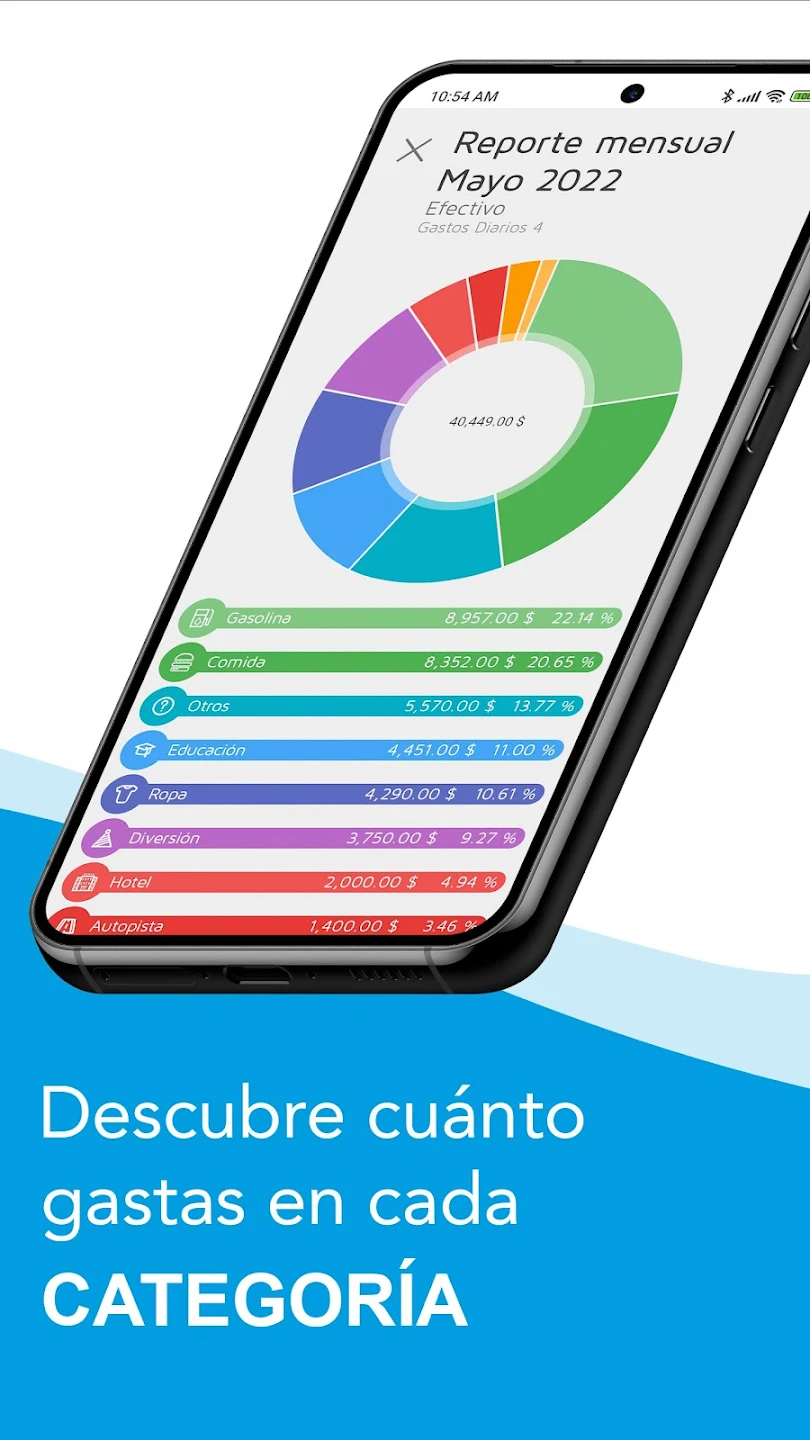 10:54 AM
Reporte mensual
Mayo 2022
Efectivo
Gastos Diarios 4
40,449.00 $
Gasolina 8,957.00 $ 22.14 %
Comida 8,352.00 $ 20.65 %
Otros 5,570.00 $ 13.77 %
Educación 4,451.00 $ 11.00 %
Ropa 4,290.00 $ 10.61 %
Diversión 3,750.00 $ 9.27 %
Hotel 2,000.00 $ 4.94 %
Autopista 1,400.00 $ 3.46 %
Descubre cuánto
gastas en cada
CATEGORÍA